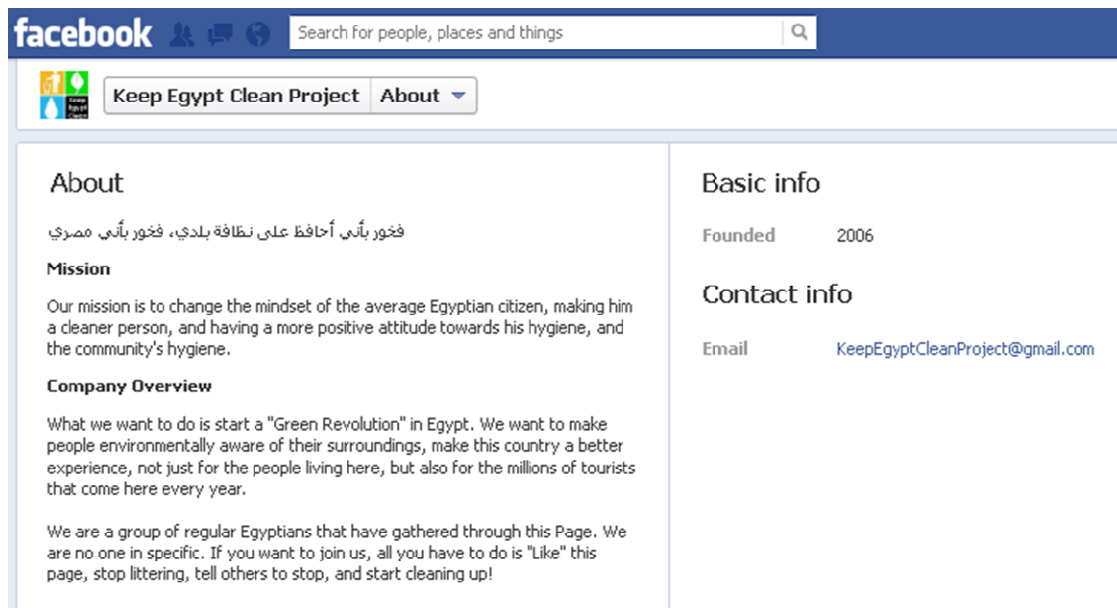 facebook
Search for people, places and things
Keep Egypt Clean
Keep Egypt Clean Project
About
About
فخور بأني أحافظ على نظافة بلدي، فخور بأني مصري
Mission
Our mission is to change the mindset of the average Egyptian citizen, making him
a cleaner person, and having a more positive attitude towards his hygiene, and
the community's hygiene.
Company Overview
What we want to do is start a "Green Revolution" in Egypt. We want to make
people environmentally aware of their surroundings, make this country a better
experience, not just for the people living here, but also for the millions of tourists
that come here every year.
We are a group of regular Egyptians that have gathered through this Page. We
are no one in specific. If you want to join us, all you have to do is "Like" this
page, stop littering, tell others to stop, and start cleaning up!
Basic info
Founded 2006
Contact info
Email KeepEgyptCleanProject@gmail.com